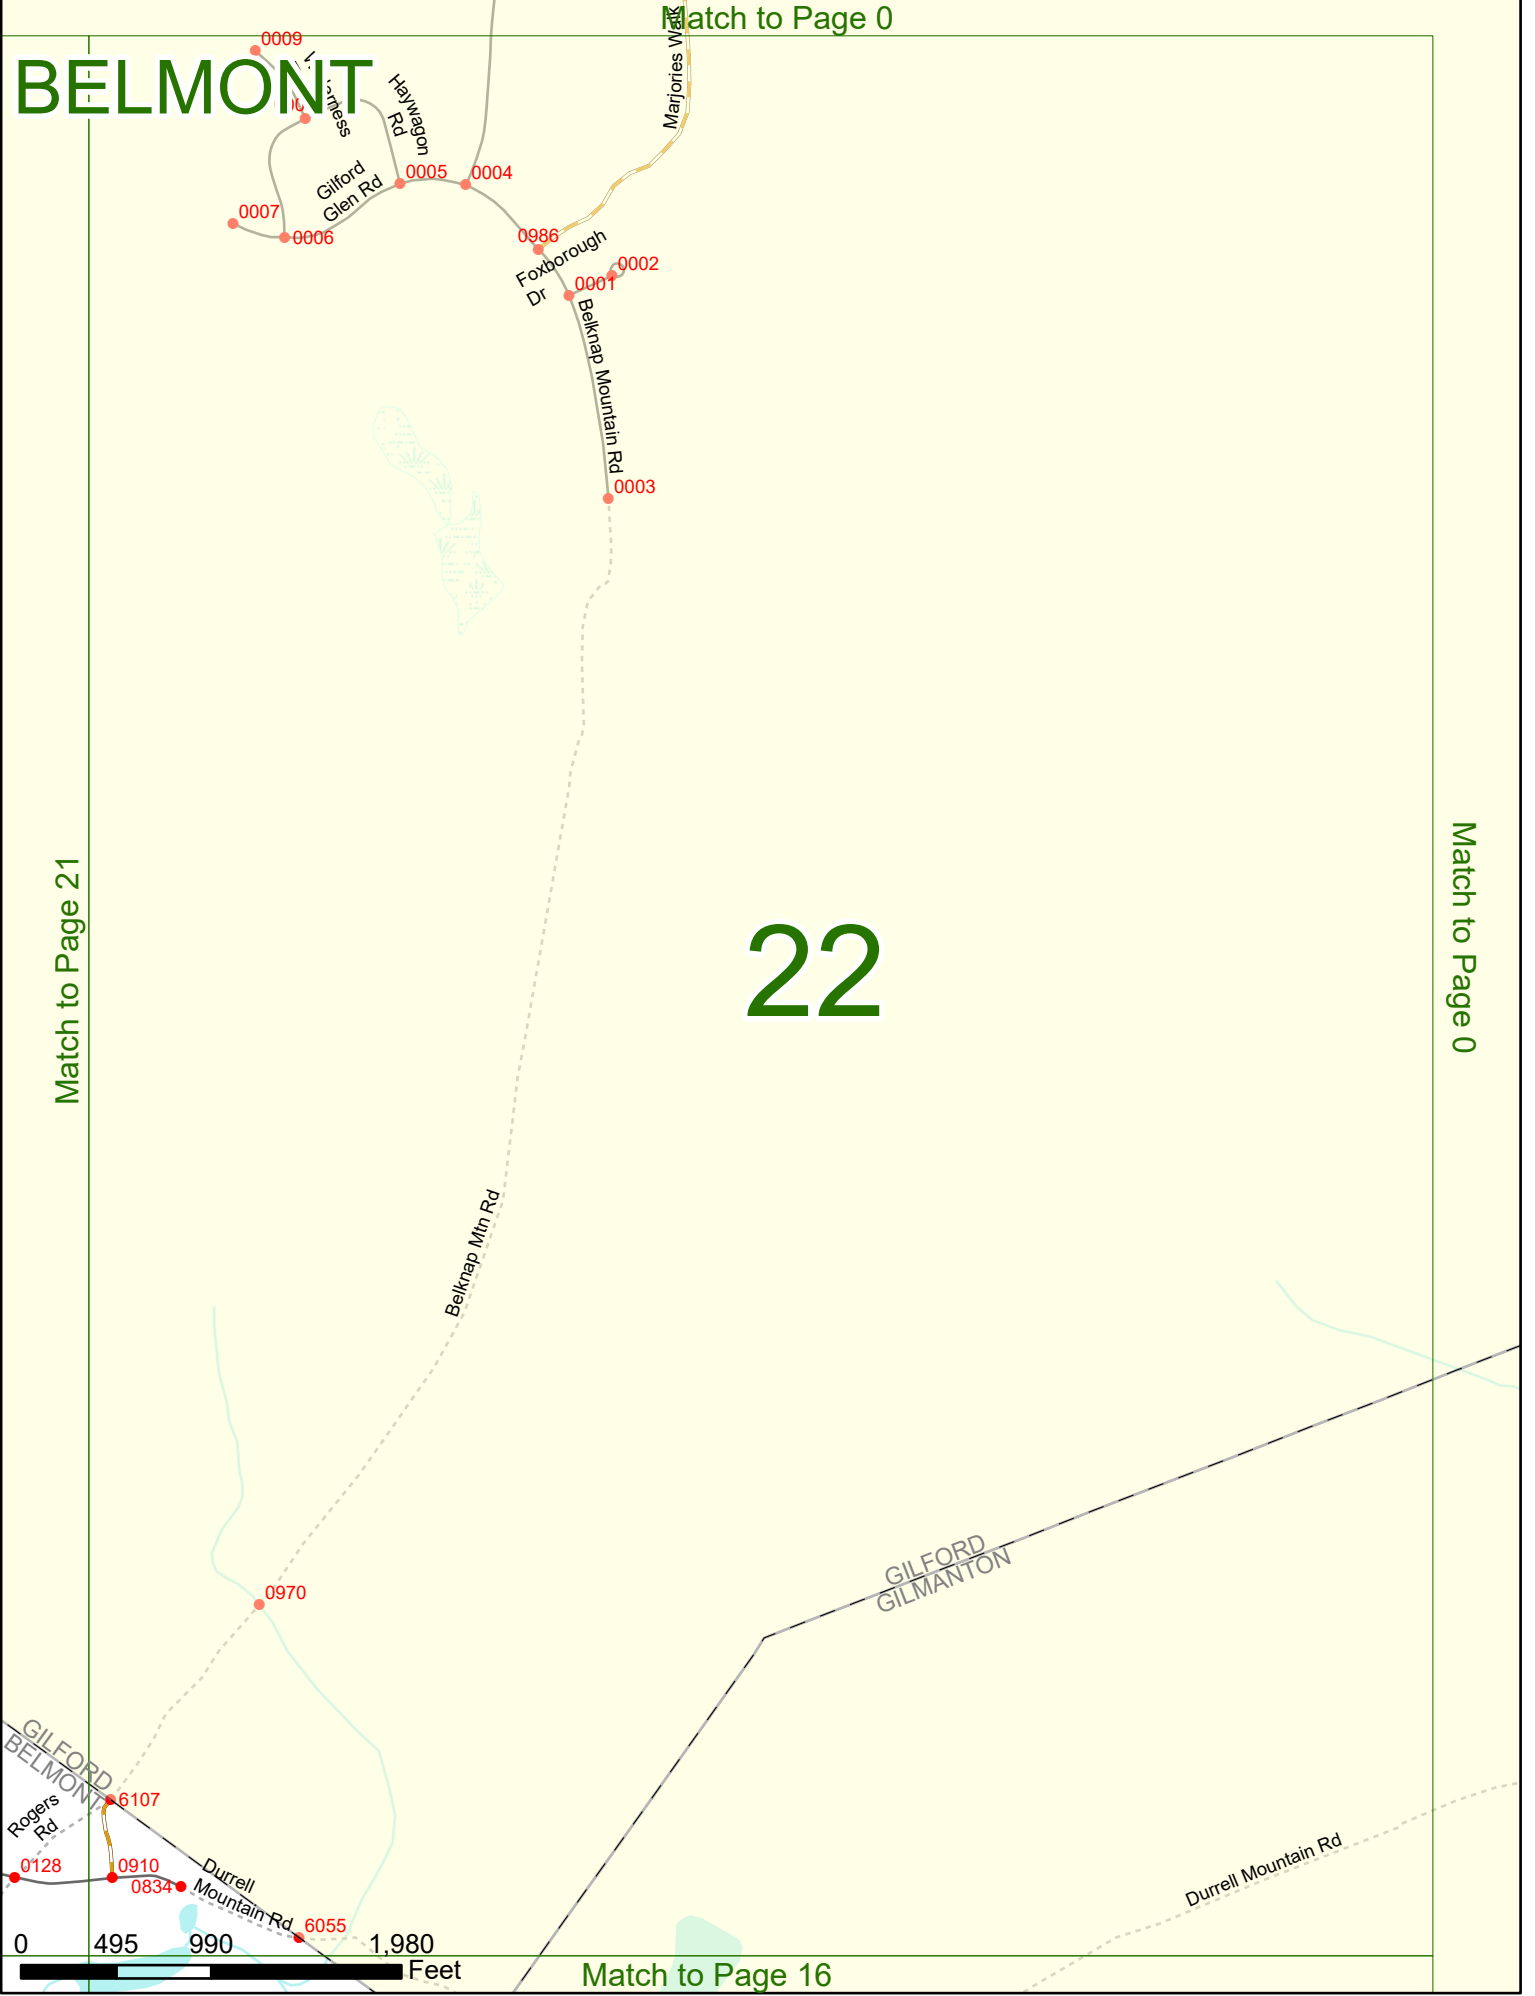 Match to Page 0
BELMONT
0009
Haywagon
Rd
Marjories Walk
Gilford
Glen Rd
0005
0004
0007
0006
0986
Foxborough
Dr
0002
0001
Belknap Mountain Rd
0003
Match to Page 21
22
Match to Page 0
Belknap Mtn Rd
GILFORD
GILMANTON
0970
GILFORD
BELMONT
6107
Rogers
Rd
0128
0910
0834
Durrell
Mountain Rd
6055
Durrell Mountain Rd
0 495 990 1,980
Feet
Match to Page 16